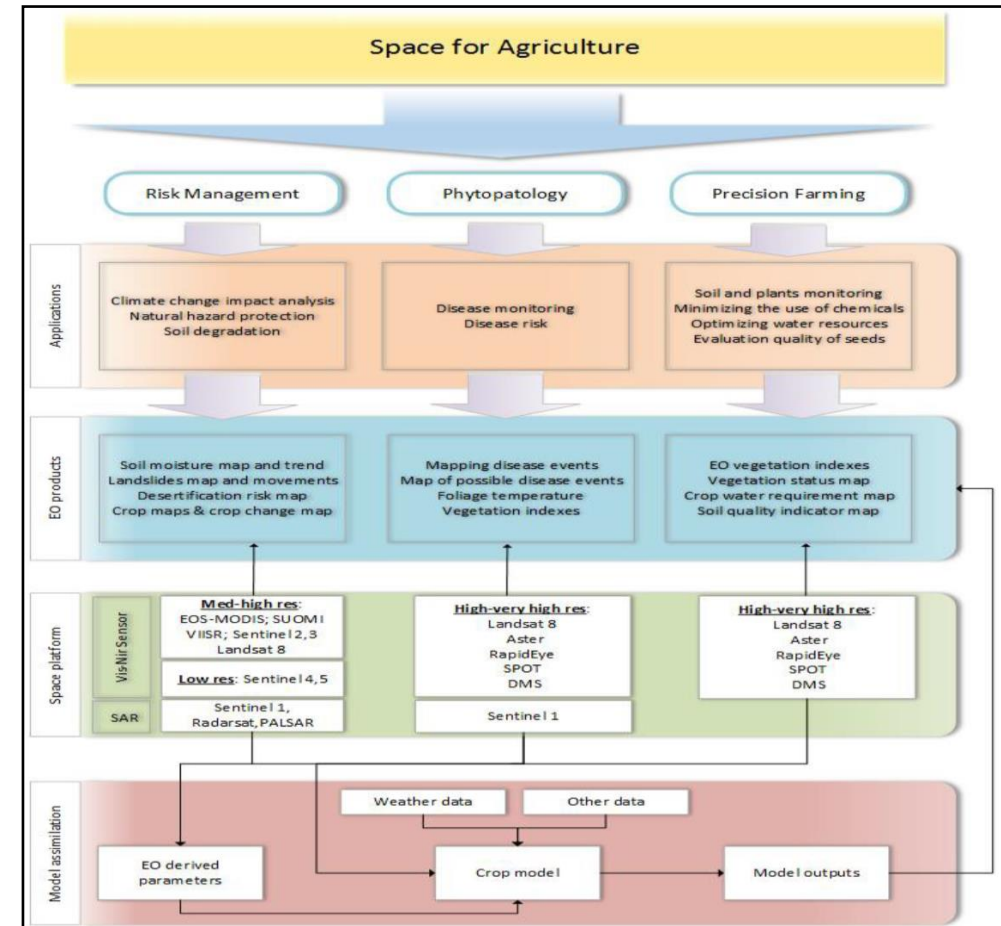 Space for Agriculture
Risk Management
Phytopatology
Precision Farming
Applications
Climate change impact analysis
Natural hazard protection
Soil degradation
Disease monitoring
Disease risk
Soil and plants monitoring
Minimizing the use of chemicals
Optimizing water resources
Evaluation quality of seeds
EO products
Soil moisture map and trend
Landslides map and movements
Desertification risk map
Crop maps & crop change map
Mapping disease events
Map of possible disease events
Foliage temperature
Vegetation indexes
EO vegetation indexes
Vegetation status map
Crop water requirement map
Soil quality indicator map
Space platform
Vis-Nir Sensor
Med-high res:
EOS-MODIS; SUOMI
VIISR; Sentinel 2,3
Landsat 8
Low res: Sentinel 4,5
SAR
Sentinel 1,
Radarsat,PALSAR
High-very high res:
Landsat 8
Aster
RapidEye
SPOT
DMS
Sentinel 1
High-very high res:
Landsat 8
Aster
RapidEye
SPOT
DMS
Model assimilation
Weather data
Other data
EO derived
parameters
Crop model
Model outputs